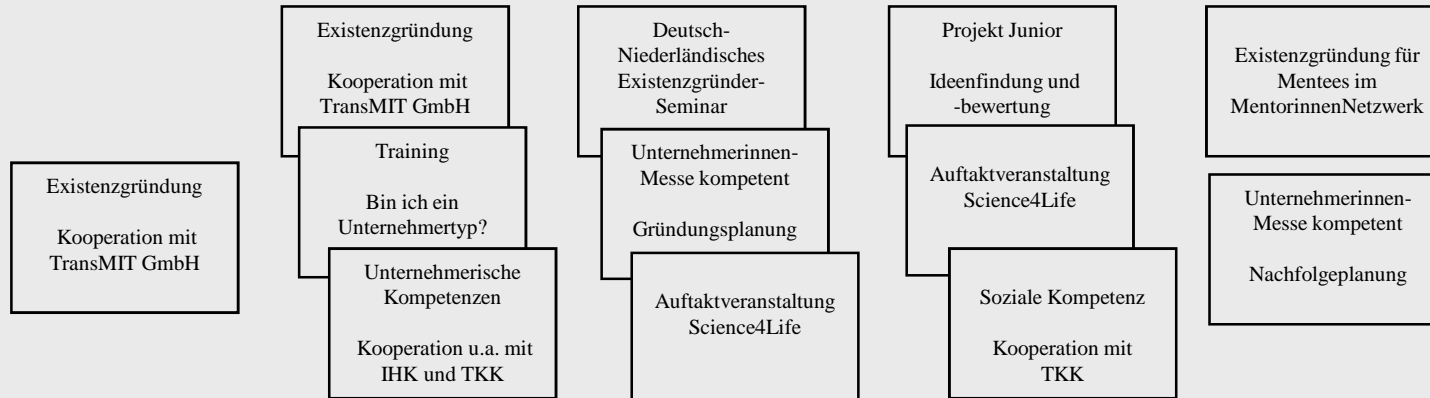 Existenzgründung
Kooperation mit
TransMIT GmbH
Existenzgründung
Kooperation mit
TransMIT GmbH
Training
Bin ich ein
Unternehmertyp?
Unternehmerische
Kompetenzen
Kooperation u.a. mit
IHK und TKK
Deutsch-
Niederländisches
Existenzgründer-
Seminar
Unternehmerinnen-
Messe kompetent
Gründungsplanung
Auftaktveranstaltung
Science4Life
Projekt Junior
Ideenfindung und
-bewertung
Auftaktveranstaltung
Science4Life
Soziale Kompetenz
Kooperation mit
TKK
Existenzgründung für
Mentees im
MentorinnenNetzwerk
Unternehmerinnen-
Messe kompetent
Nachfolgeplanung